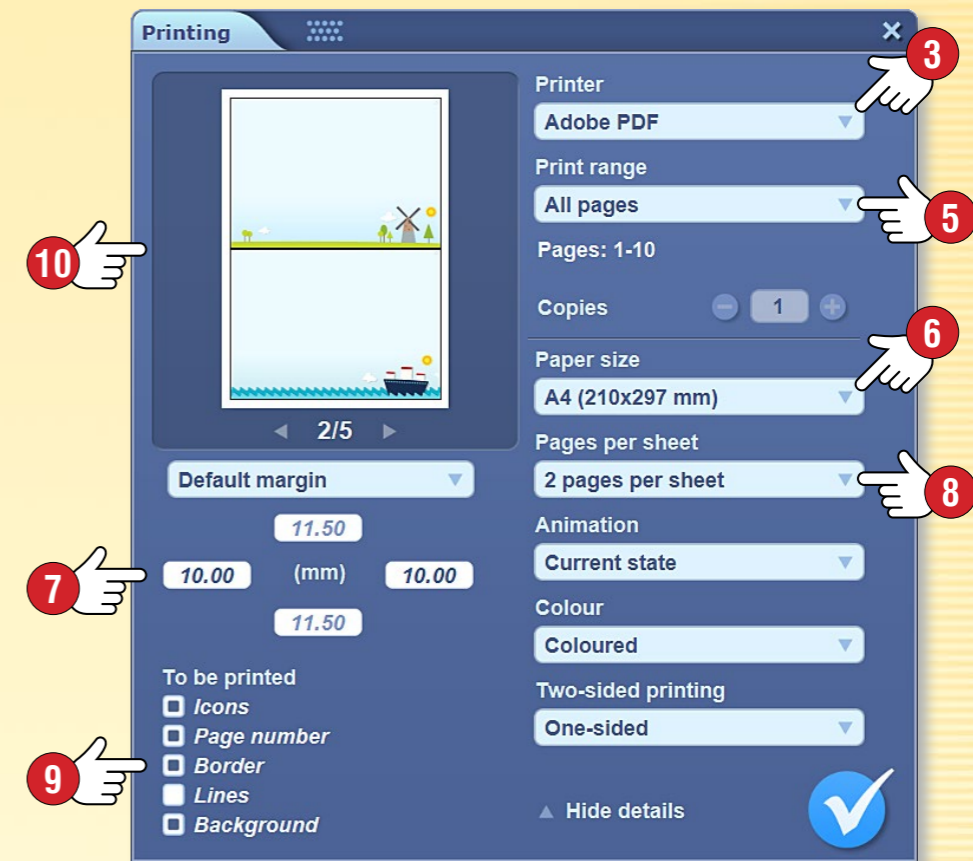 Printing
3
Printer
Adobe PDF
Print range
All pages
5
Pages: 1-10
10
Copies
1
6
Paper size
A4 (210x297 mm)
2/5
Pages per sheet
Default margin
2 pages per sheet
8
11.50
Animation
Current state
7
10.00
(mm)
10.00
11.50
Colour
Coloured
To be printed
Icons
Page number
Border
Lines
Background
9
Two-sided printing
One-sided
Hide details